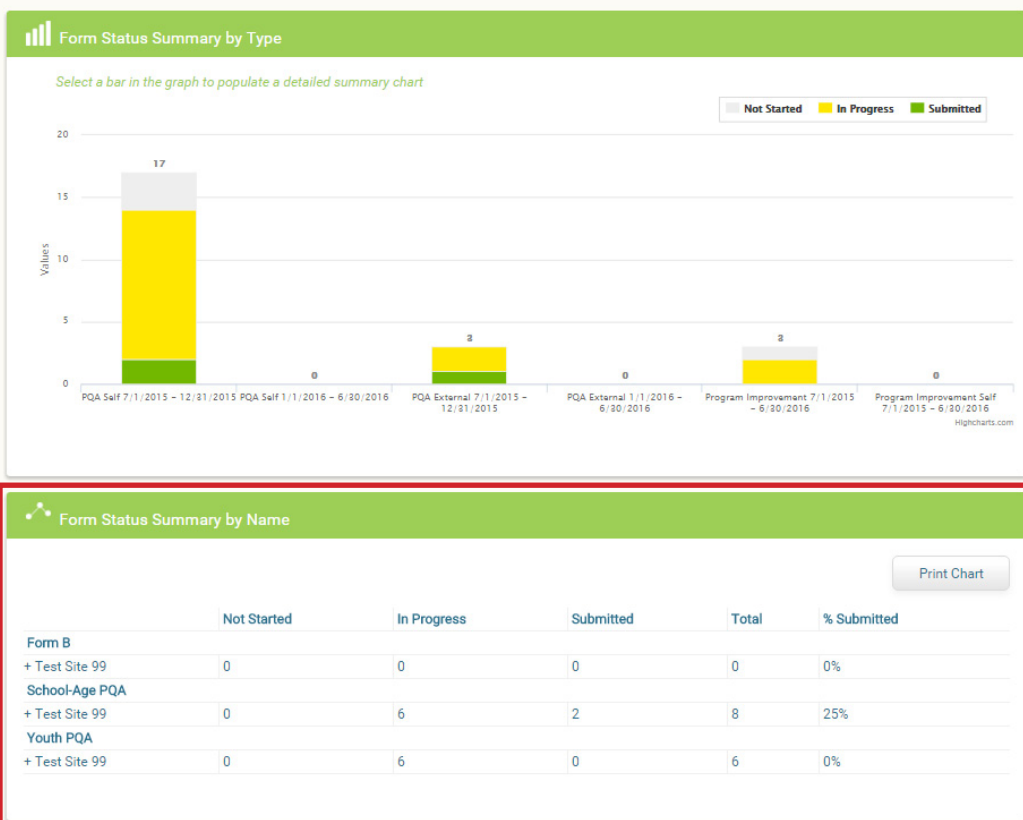 Form Status Summary by Type
Select a bar in the graph to populate a detailed summary chart
Not Started In Progress Submitted
20
17
15
Values
10
5
3
3
0
0
0
0
PQA Self 7/1/2015 - 12/31/2015 PQA Self 1/1/2016 - 6/30/2016 PQA External 7/1/2015 - PQA External 1/1/2016 - Program Improvement 7/1/2015 Program Improvement Self
12/31/2015 6/30/2016 - 6/30/2016 7/1/2015 - 6/30/2016
Highcharts.com
Form Status Summary by Name
Print Chart
Not Started In Progress Submitted Total % Submitted
Form B
+ Test Site 99 0 0 0 0 0%
School-Age PQA
+ Test Site 99 0 6 2 8 25%
Youth PQA
+ Test Site 99 0 6 0 6 0%